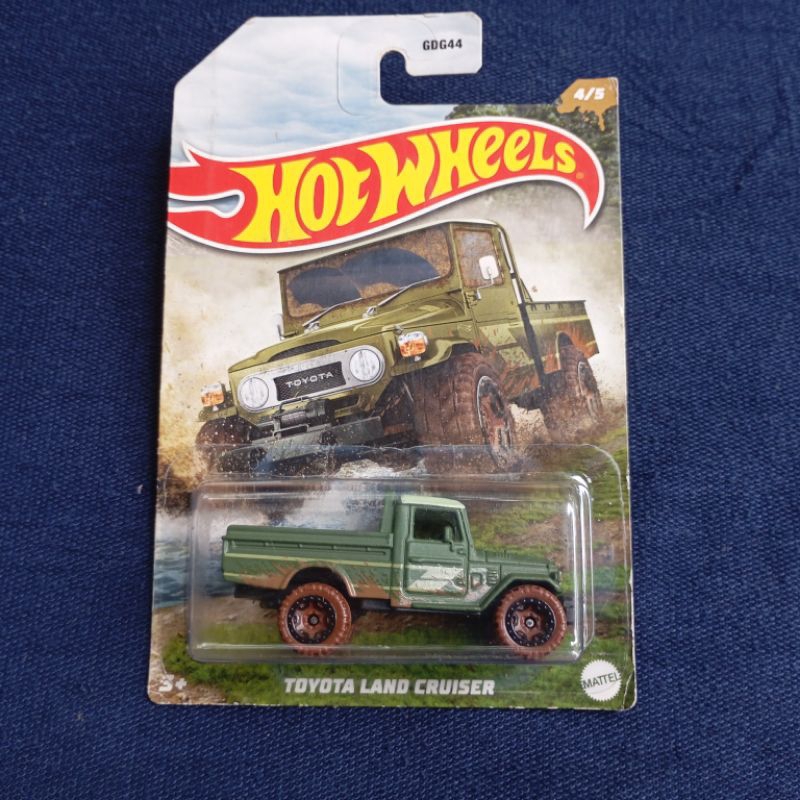 GDG44
4/5
HOT WHEELS
TOYOTA
TOYOTA LAND CRUISER
3+
MATTEL